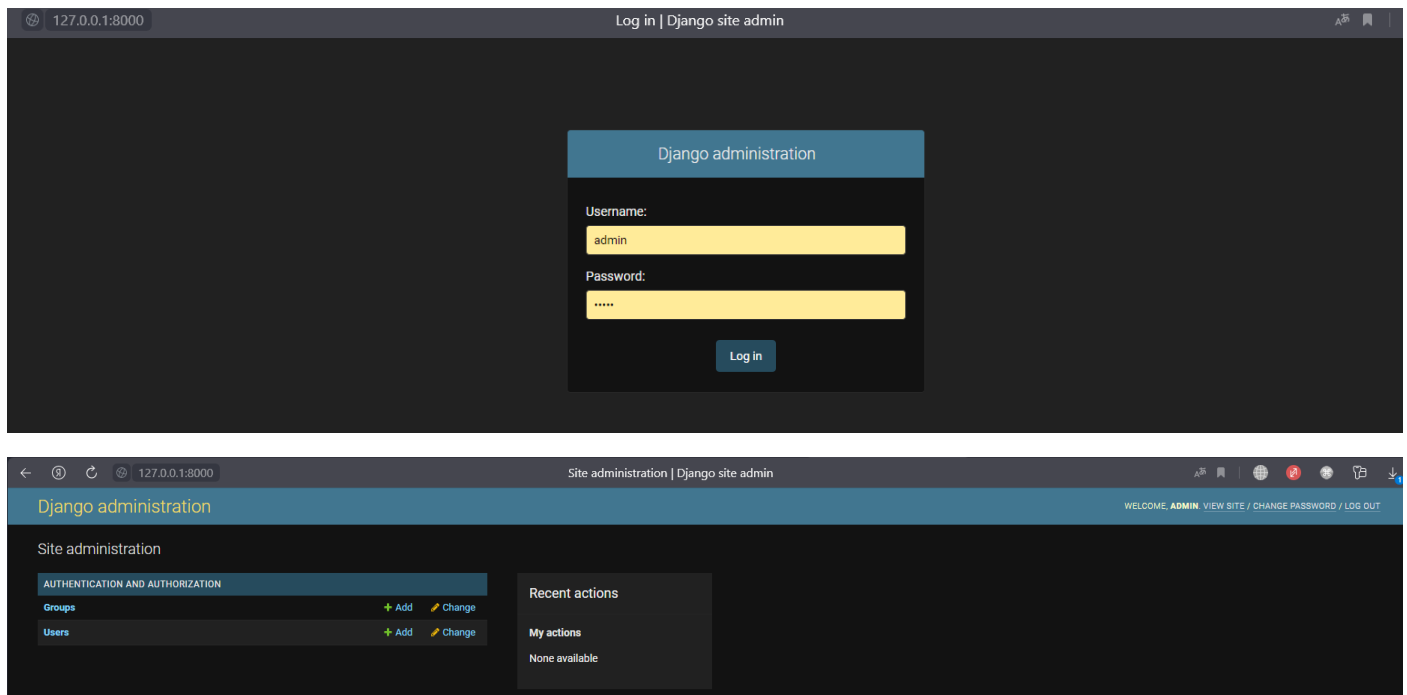 127.0.0.1:8000 Log in | Django site admin
Django administration
Username:
admin
Password:
•••••
Log in
127.0.0.1:8000 Site administration | Django site admin
Django administration WELCOME, ADMIN. VIEW SITE / CHANGE PASSWORD / LOG OUT
Site administration
AUTHENTICATION AND AUTHORIZATION
Groups + Add Change
Users + Add Change
Recent actions
My actions
None available